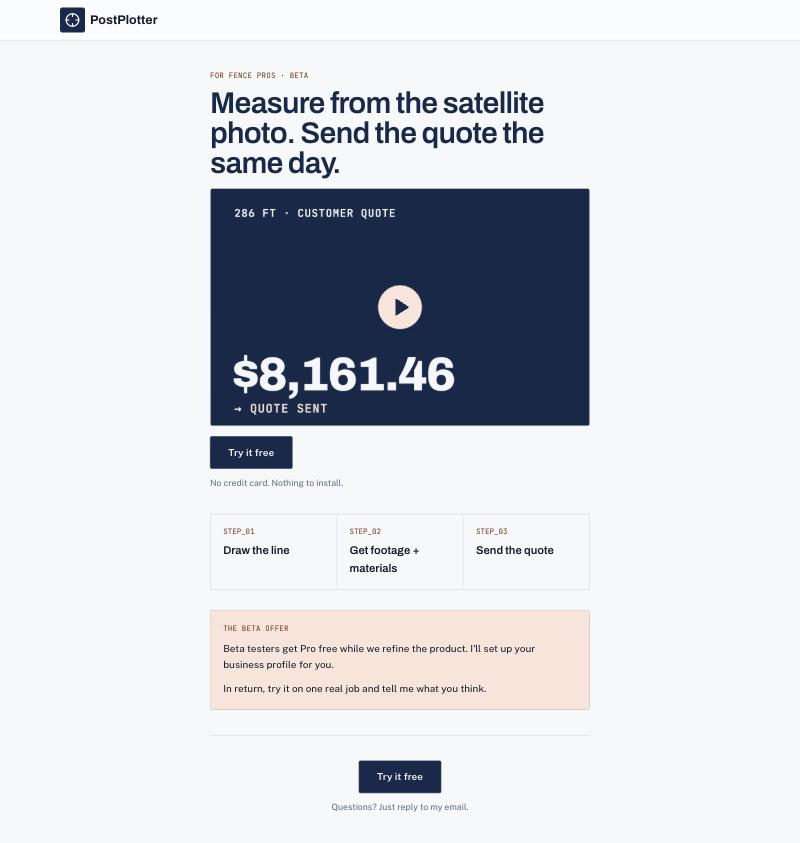 PostPlotter
FOR FENCE PROS · BETA
Measure from the satellite
photo. Send the quote the
same day.
286 FT · CUSTOMER QUOTE
$8,161.46
→ QUOTE SENT
Try it free
No credit card. Nothing to install.
STEP_01
Draw the line
STEP_02
Get footage +
materials
STEP_03
Send the quote
THE BETA OFFER
Beta testers get Pro free while we refine the product. I'll set up your
business profile for you.
In return, try it on one real job and tell me what you think.
Try it free
Questions? Just reply to my email.